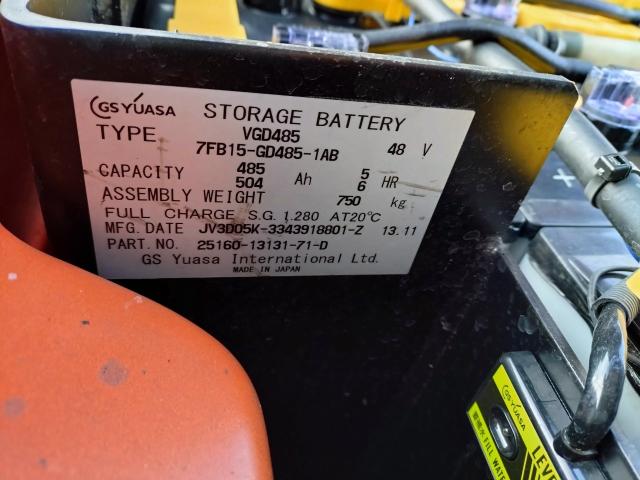 GS YUASA STORAGE BATTERY
TYPE VGD485
7FB15-GD485-1AB 48 V
CAPACITY 485 Ah 5 HR
504 6
ASSEMBLY WEIGHT 750 kg
FULL CHARGE S.G. 1.280 AT20°C
MFG. DATE JV3D05K-3343918801-Z 13.11
PART. NO. 25160-13131-71-D
GS Yuasa International Ltd.
MADE IN JAPAN
GS YUASA
FILL WATER
LEVE
+